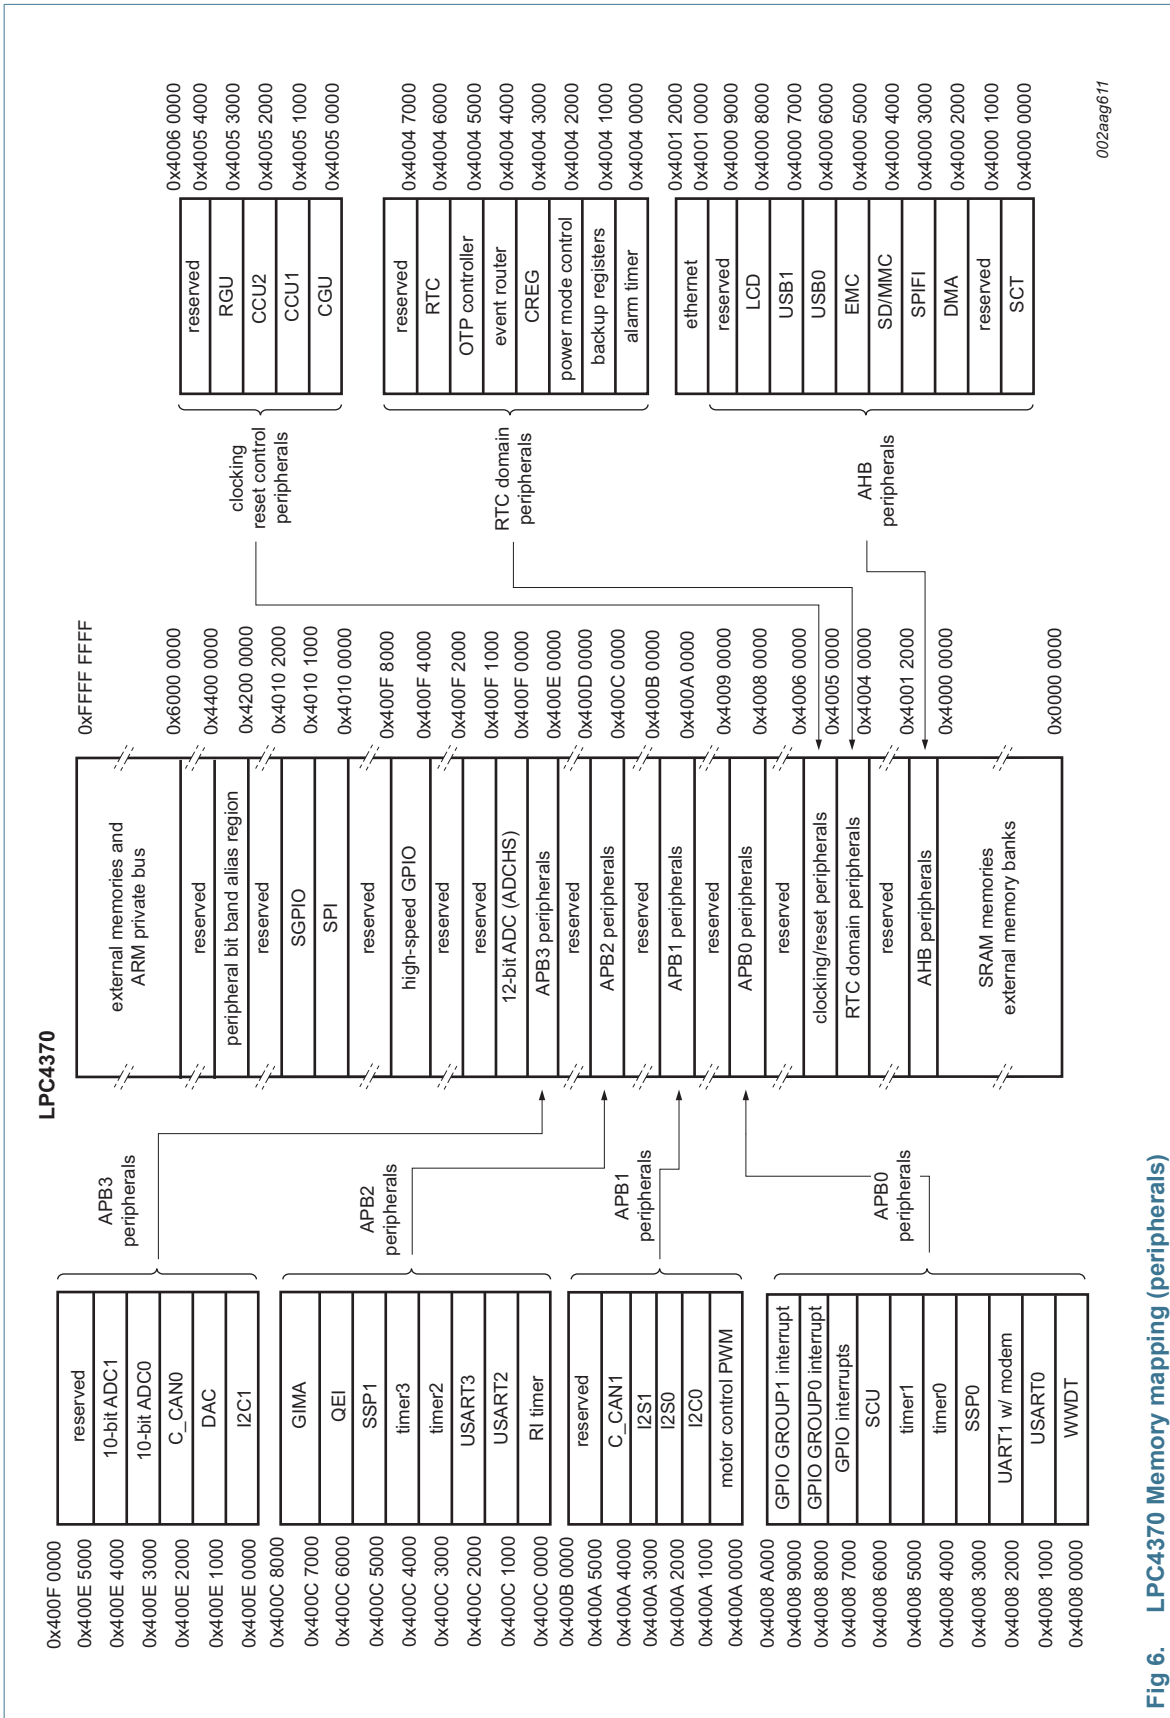 LPC4370
0x400F 0000
reserved
0x400E 5000
10-bit ADC1
0x400E 4000
10-bit ADC0
0x400E 3000
C_CAN0
0x400E 2000
DAC
0x400E 1000
I2C1
0x400E 0000
APB3
peripherals
0x400C 8000
GIMA
0x400C 7000
QEI
0x400C 6000
SSP1
0x400C 5000
timer3
0x400C 4000
timer2
0x400C 3000
USART3
0x400C 2000
USART2
0x400C 1000
RI timer
0x400C 0000
APB2
peripherals
0x400B 0000
reserved
0x400A 5000
C_CAN1
0x400A 4000
I2S1
0x400A 3000
I2S0
0x400A 2000
I2C0
0x400A 1000
motor control PWM
0x400A 0000
APB1
peripherals
0x4008 A000
GPIO GROUP1 interrupt
0x4008 9000
GPIO GROUP0 interrupt
0x4008 8000
GPIO interrupts
0x4008 7000
SCU
0x4008 6000
timer1
0x4008 5000
timer0
0x4008 4000
SSP0
0x4008 3000
UART1 w/ modem
0x4008 2000
USART0
0x4008 1000
WWDT
0x4008 0000
APB0
peripherals
0xFFFF FFFF
external memories and
ARM private bus
0x6000 0000
reserved
0x4400 0000
peripheral bit band alias region
0x4200 0000
reserved
0x4010 2000
SGPIO
0x4010 1000
SPI
0x4010 0000
reserved
0x400F 8000
high-speed GPIO
0x400F 4000
reserved
0x400F 2000
reserved
0x400F 1000
12-bit ADC (ADCHS)
0x400F 0000
APB3 peripherals
0x400E 0000
reserved
0x400D 0000
APB2 peripherals
0x400C 0000
reserved
0x400B 0000
APB1 peripherals
0x400A 0000
reserved
0x4009 0000
APB0 peripherals
0x4008 0000
reserved
0x4006 0000
clocking/reset peripherals
0x4005 0000
RTC domain peripherals
0x4004 0000
reserved
0x4001 2000
AHB peripherals
0x4000 0000
SRAM memories
external memory banks
0x0000 0000
clocking
reset control
peripherals
0x4006 0000
reserved
0x4005 4000
RGU
0x4005 3000
CCU2
0x4005 2000
CCU1
0x4005 1000
CGU
0x4005 0000
RTC domain
peripherals
reserved
0x4004 7000
RTC
0x4004 6000
OTP controller
0x4004 5000
event router
0x4004 4000
CREG
0x4004 3000
power mode control
0x4004 2000
backup registers
0x4004 1000
alarm timer
0x4004 0000
AHB
peripherals
0x4001 2000
ethernet
0x4001 0000
reserved
0x4000 9000
LCD
0x4000 8000
USB1
0x4000 7000
USB0
0x4000 6000
EMC
0x4000 5000
SD/MMC
0x4000 4000
SPIFI
0x4000 3000
DMA
0x4000 2000
reserved
0x4000 1000
SCT
0x4000 0000
002aag611
Fig 6. LPC4370 Memory mapping (peripherals)